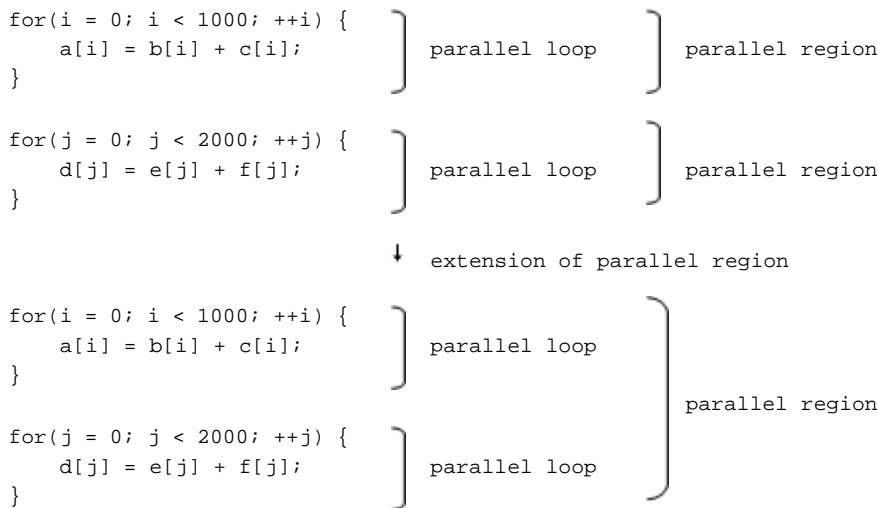 for(i = 0; i < 1000; ++i) {
    a[i] = b[i] + c[i];    parallel loop    parallel region
}
for(j = 0; j < 2000; ++j) {
    d[j] = e[j] + f[j];    parallel loop    parallel region
}
↓ extension of parallel region
for(i = 0; i < 1000; ++i) {
    a[i] = b[i] + c[i];    parallel loop
}
parallel region
for(j = 0; j < 2000; ++j) {
    d[j] = e[j] + f[j];    parallel loop
}